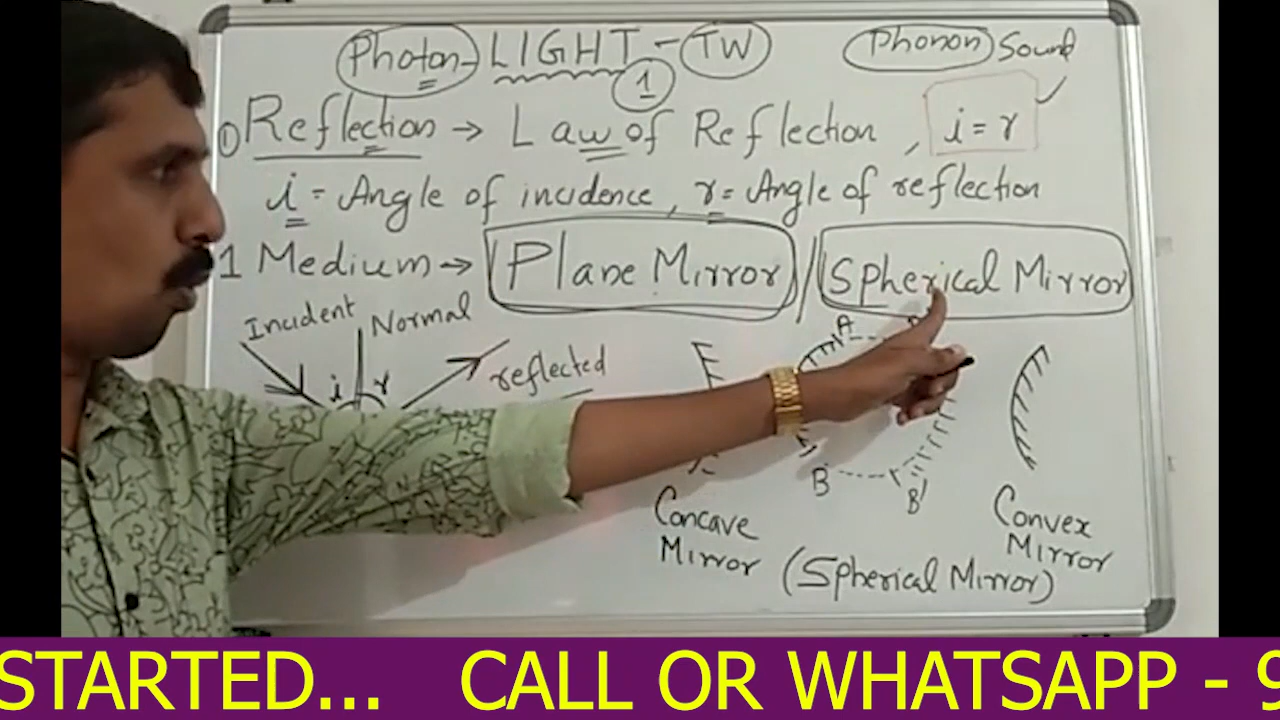 Photon - LIGHT - TW Phonon Sound
1
① Reflection → Law of Reflection, i = r
i = Angle of incidence, r = Angle of reflection
1 Medium → Plane Mirror / Spherical Mirror
Incident Normal reflected
i r
A
B B'
Concave Mirror
Convex Mirror
(Spherical Mirror)
STARTED... CALL OR WHATSAPP - 9